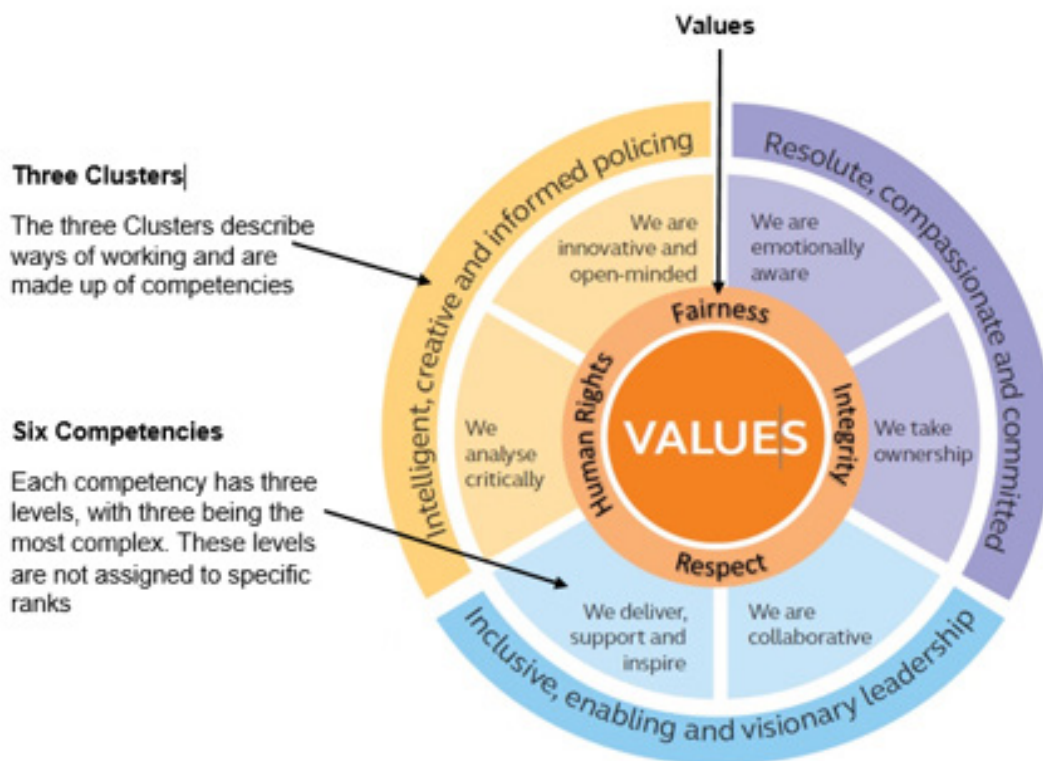 Values
Three Clusters
The three Clusters describe
ways of working and are
made up of competencies
Six Competencies
Each competency has three
levels, with three being the
most complex. These levels
are not assigned to specific
ranks
Intelligent, creative and informed policing
Resolute, compassionate and committed
Inclusive, enabling and visionary leadership
We are
innovative and
open-minded
We are
emotionally
aware
We
analyse
critically
We take
ownership
We deliver,
support and
inspire
We are
collaborative
Fairness
Integrity
Respect
Human Rights
VALUES